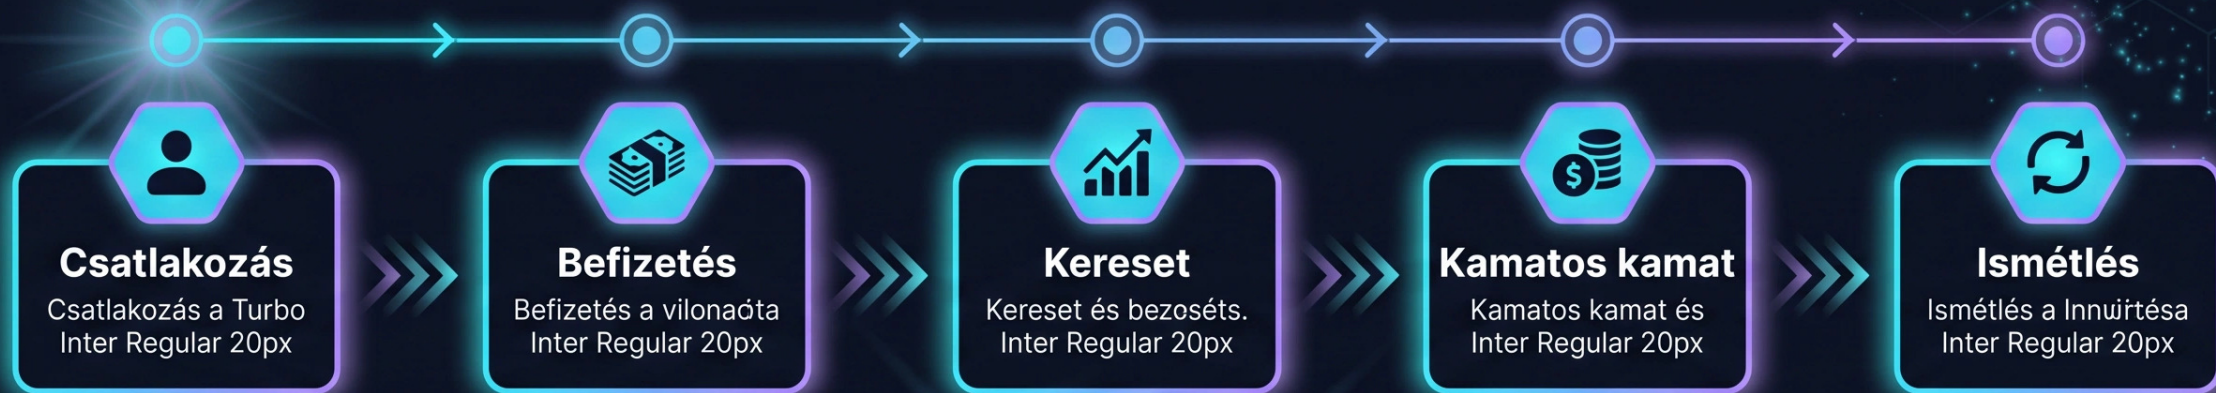 Csatlakozás
Csatlakozás a Turbo
Inter Regular 20px
Befizetés
Befizetés a vilonaóta
Inter Regular 20px
Kereset
Kereset és bezoséts.
Inter Regular 20px
Kamatos kamat
Kamatos kamat és
Inter Regular 20px
Ismétlés
Ismétlés a
Inter Regular 20px